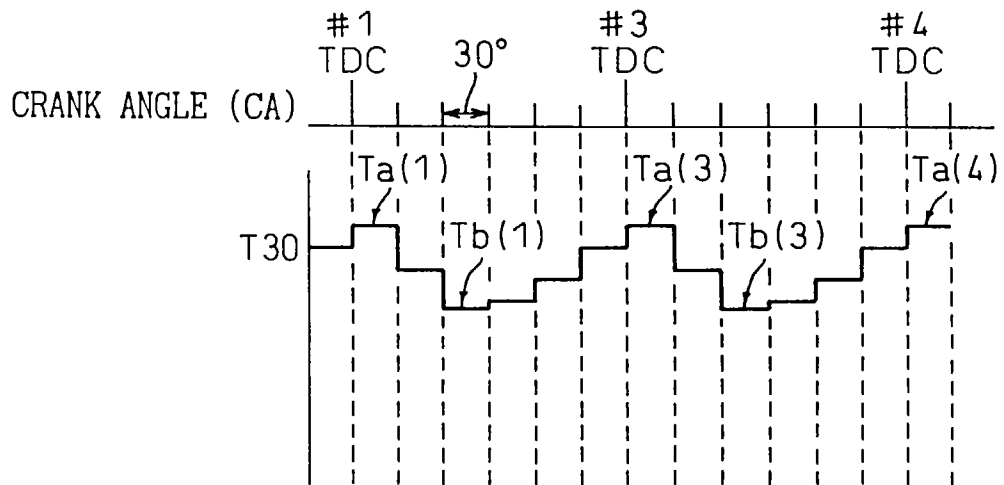 #1 #3 #4
TDC 30° TDC TDC
CRANK ANGLE (CA)
Ta(1) Ta(3) Ta(4)
T30 Tb(1) Tb(3)